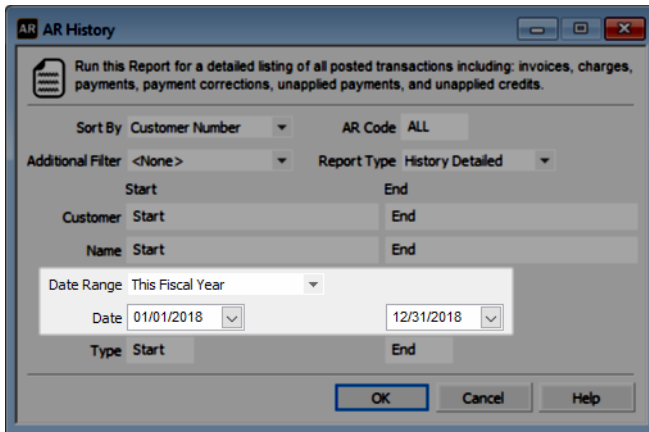 AR AR History
Run this Report for a detailed listing of all posted transactions including: invoices, charges,
payments, payment corrections, unapplied payments, and unapplied credits.
Sort By Customer Number AR Code ALL
Additional Filter <None> Report Type History Detailed
Start End
Customer Start End
Name Start End
Date Range This Fiscal Year
Date 01/01/2018 12/31/2018
Type Start End
OK Cancel Help